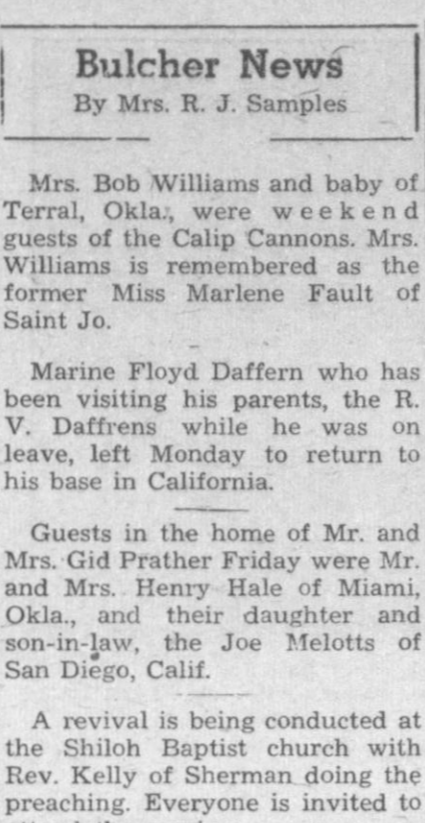 Bulcher News
By Mrs. R. J. Samples
Mrs. Bob Williams and baby of
Terral, Okla., were weekend
guests of the Calip Cannons. Mrs.
Williams is remembered as the
former Miss Marlene Fault of
Saint Jo.
Marine Floyd Daffern who has
been visiting his parents, the R.
V. Daffrens while he was on
leave, left Monday to return to
his base in California.
Guests in the home of Mr. and
Mrs. Gid Prather Friday were Mr.
and Mrs. Henry Hale of Miami,
Okla., and their daughter and
son-in-law, the Joe Melotts of
San Diego, Calif.
A revival is being conducted at
the Shiloh Baptist church with
Rev. Kelly of Sherman doing the
preaching. Everyone is invited to